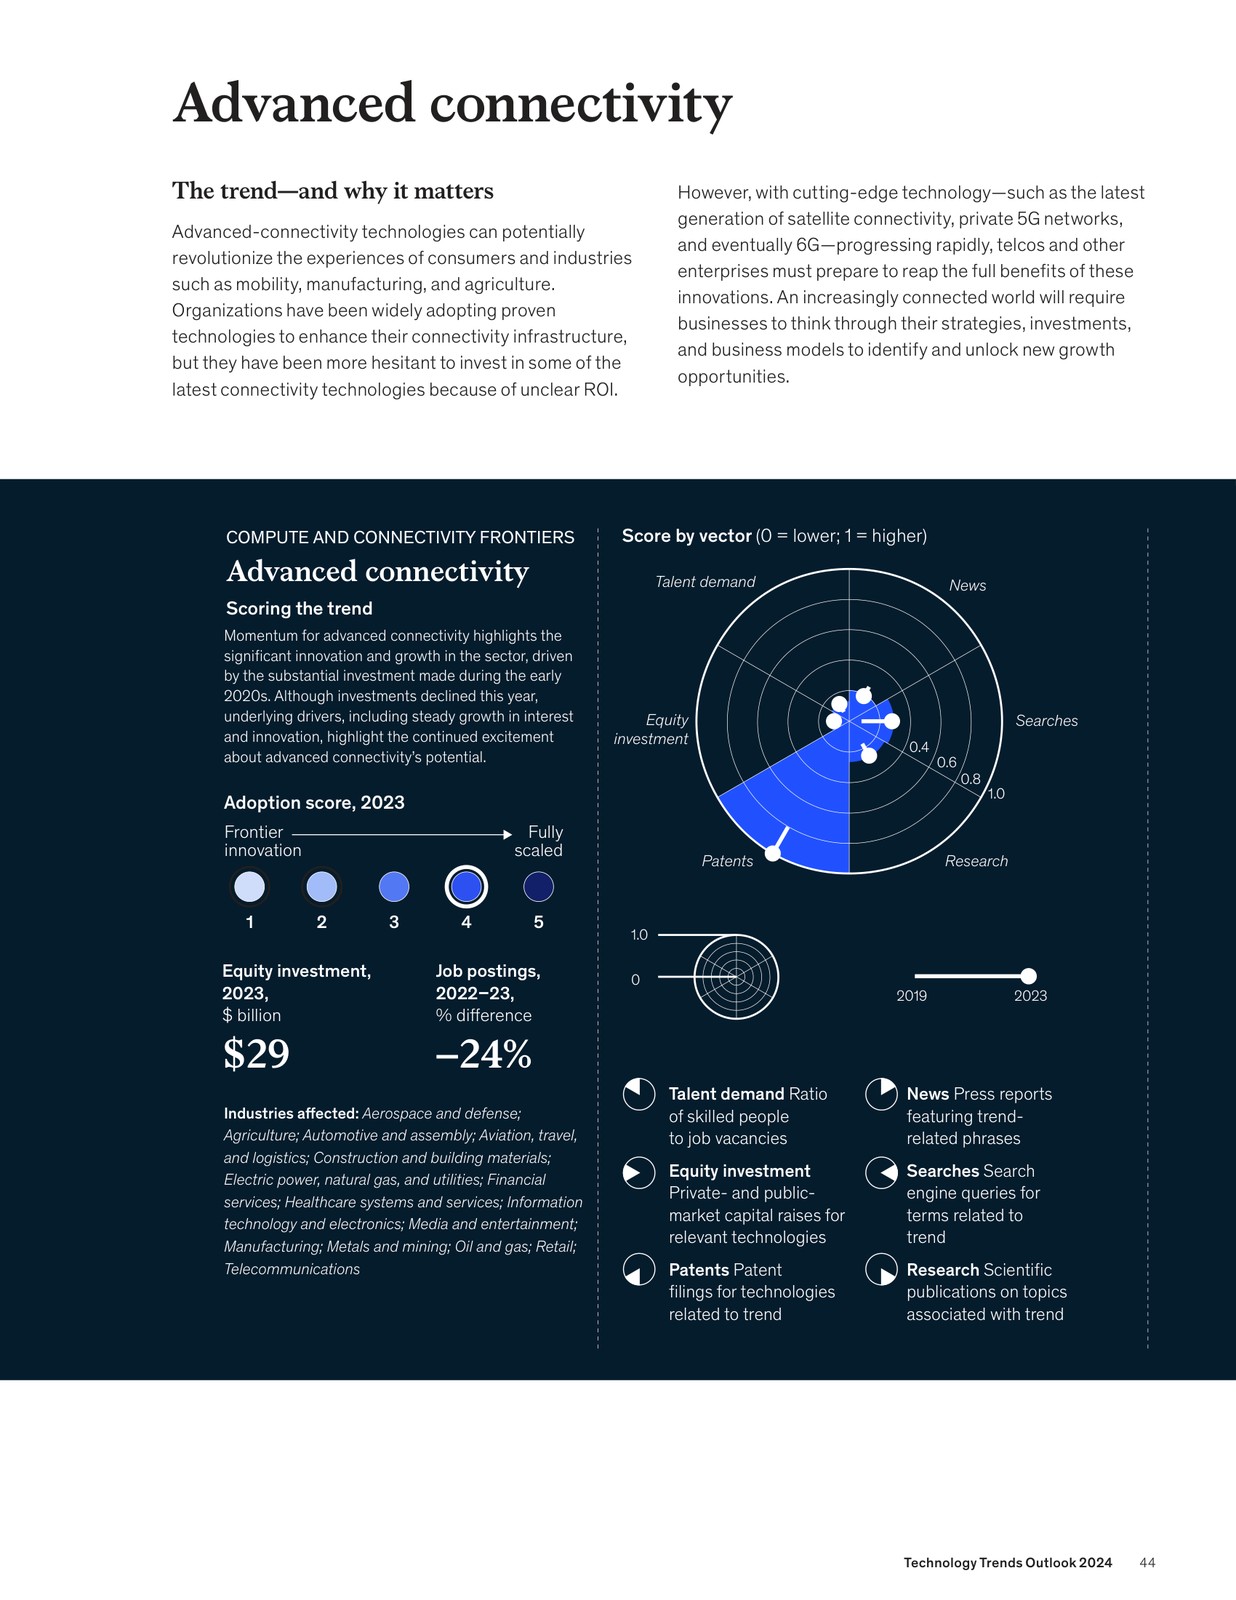 Advanced connectivity
The trend—and why it matters
Advanced-connectivity technologies can potentially
revolutionize the experiences of consumers and industries
such as mobility, manufacturing, and agriculture.
Organizations have been widely adopting proven
technologies to enhance their connectivity infrastructure,
but they have been more hesitant to invest in some of the
latest connectivity technologies because of unclear ROI.
However, with cutting-edge technology—such as the latest
generation of satellite connectivity, private 5G networks,
and eventually 6G—progressing rapidly, telcos and other
enterprises must prepare to reap the full benefits of these
innovations. An increasingly connected world will require
businesses to think through their strategies, investments,
and business models to identify and unlock new growth
opportunities.
COMPUTE AND CONNECTIVITY FRONTIERS
Advanced connectivity
Scoring the trend
Momentum for advanced connectivity highlights the
significant innovation and growth in the sector, driven
by the substantial investment made during the early
2020s. Although investments declined this year,
underlying drivers, including steady growth in interest
and innovation, highlight the continued excitement
about advanced connectivity's potential.
Adoption score, 2023
Frontier
innovation
Fully
scaled
1 2 3 4 5
Equity investment,
2023,
$ billion
$29
Job postings,
2022–23,
% difference
–24%
Industries affected: Aerospace and defense;
Agriculture; Automotive and assembly; Aviation, travel,
and logistics; Construction and building materials;
Electric power, natural gas, and utilities; Financial
services; Healthcare systems and services; Information
technology and electronics; Media and entertainment;
Manufacturing; Metals and mining; Oil and gas; Retail;
Telecommunications
Score by vector (0 = lower; 1 = higher)
Talent demand
News
Equity
investment
Searches
0.4
0.6
0.8
1.0
Patents
Research
1.0
0
2019 2023
Talent demand Ratio
of skilled people
to job vacancies
News Press reports
featuring trend-
related phrases
Equity investment
Private- and public-
market capital raises for
relevant technologies
Searches Search
engine queries for
terms related to
trend
Patents Patent
filings for technologies
related to trend
Research Scientific
publications on topics
associated with trend
Technology Trends Outlook 2024 44